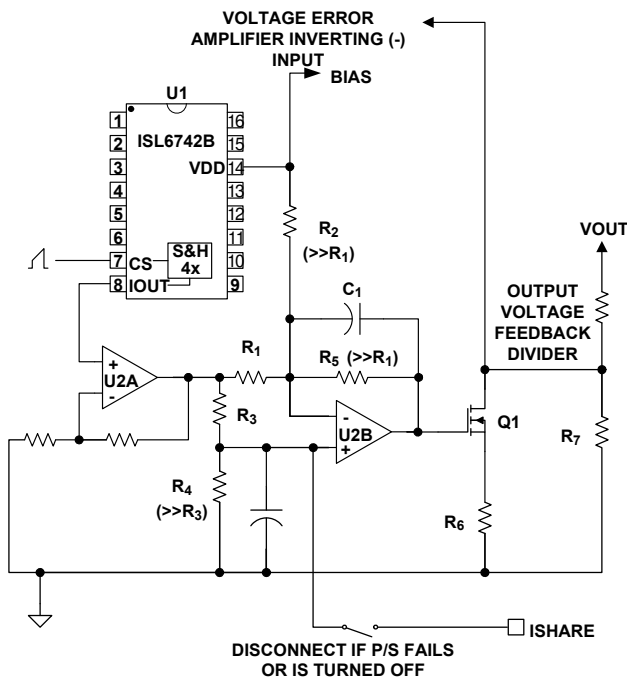 VOLTAGE ERROR
AMPLIFIER INVERTING (-)
INPUT
BIAS
U1
ISL6742B
1
2
3
4
5
6
7
8
16
15
VDD 14
13
12
11
10
9
S&H
4x
CS
IOUT
R2
(>>R1)
VOUT
C1
OUTPUT
VOLTAGE
FEEDBACK
DIVIDER
R1
R5 (>>R1)
+
U2A
-
R3
-
U2B
+
Q1
R7
R4
(>>R3)
R6
ISHARE
DISCONNECT IF P/S FAILS
OR IS TURNED OFF